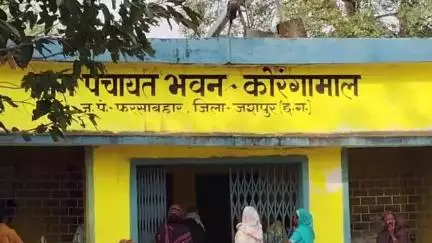 पंचायत भवन - कोरंगामाल
ज. पं. फरसाबहार, जिला- जशपुर (छ.ग.)